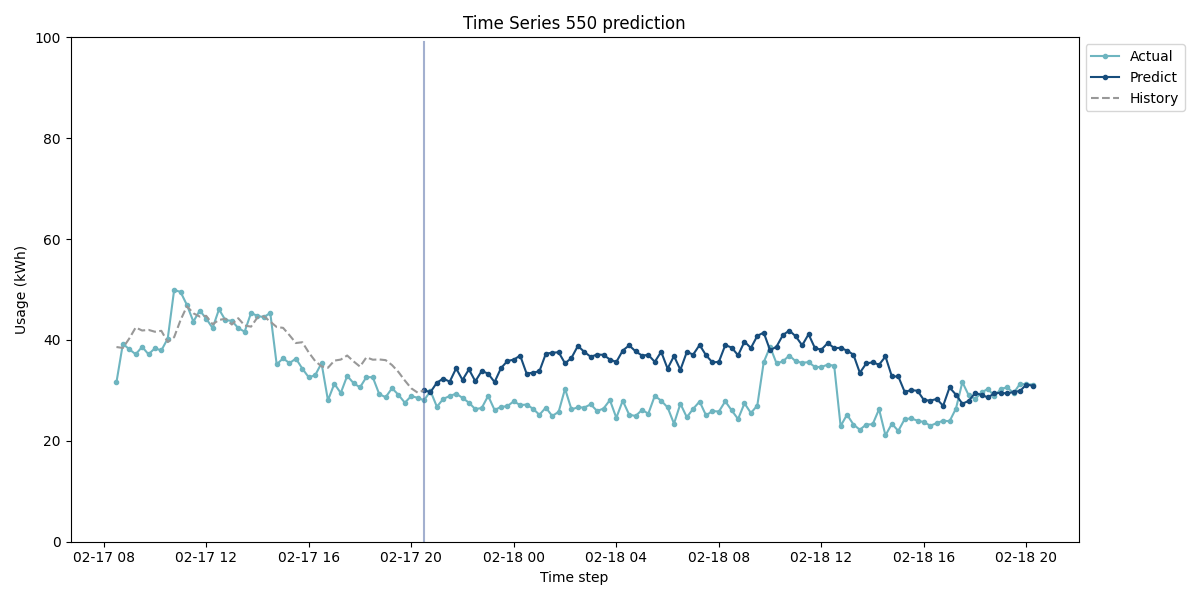 Time Series 550 prediction
100
80
60
40
20
0
Usage (kWh)
02-17 08
02-17 12
02-17 16
02-17 20
02-18 00
02-18 04
02-18 08
02-18 12
02-18 16
02-18 20
Time step
Actual
Predict
History